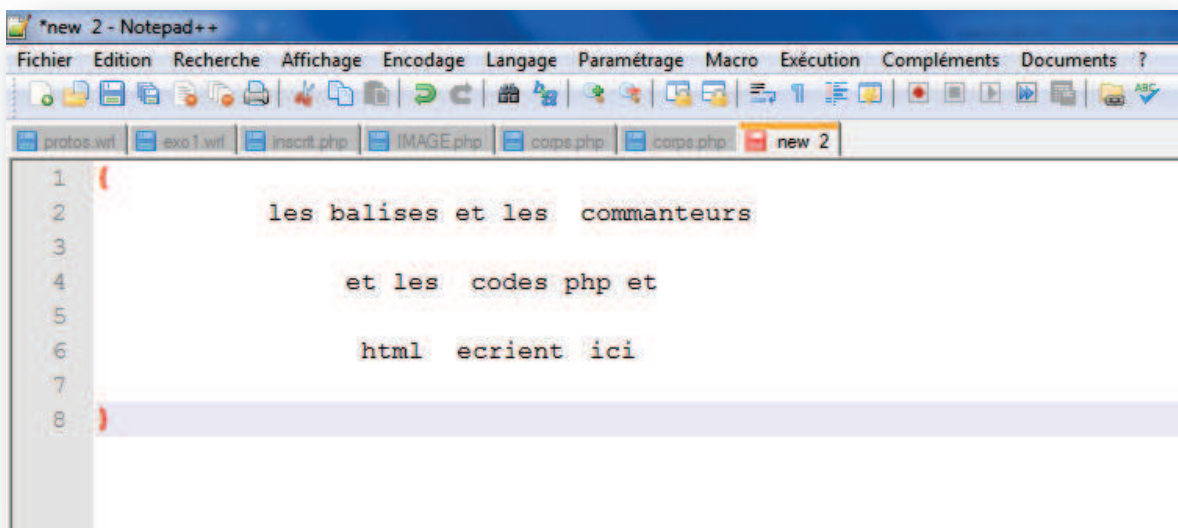 *new 2 - Notepad++
Fichier Edition Recherche Affichage Encodage Langage Paramétrage Macro Exécution Compléments Documents ?
ABC
protos.wrl exo1.wrl inscrit.php IMAGE.php corps.php corps.php new 2
1 {
2 les balises et les commanteurs
3
4 et les codes php et
5
6 html ecrient ici
7
8 }